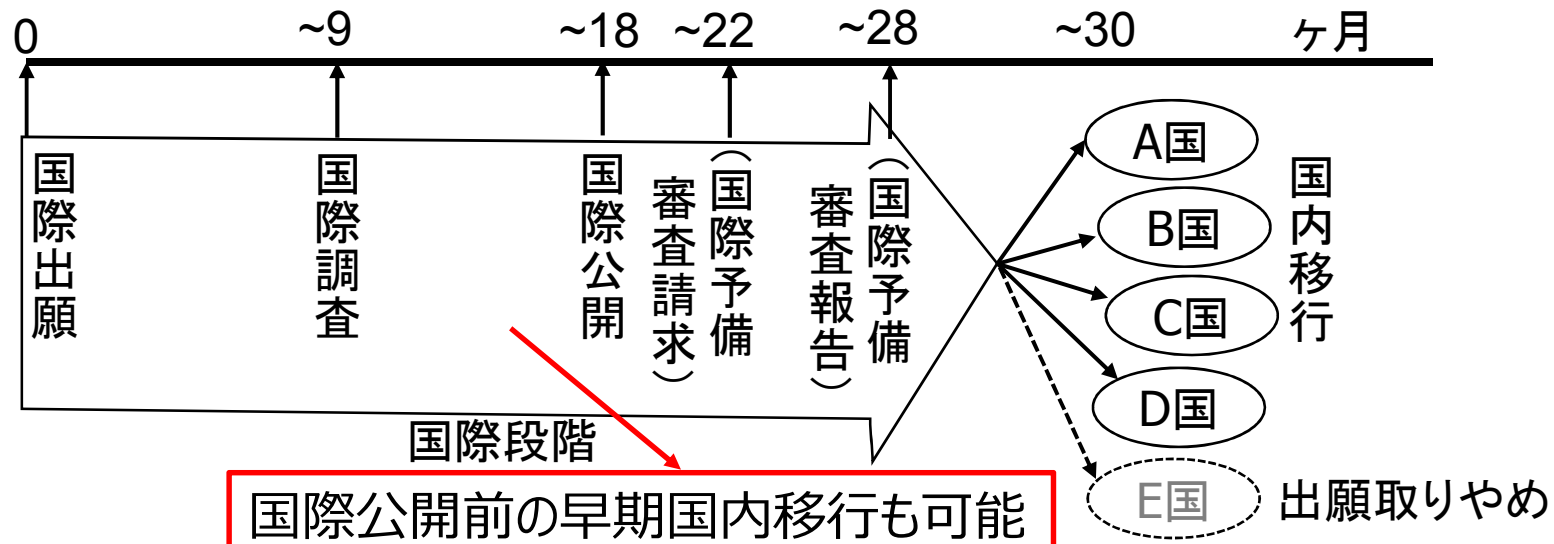 0
~9
~18
~22
~28
~30
ヶ月
国際出願
国際調査
国際公開
(国際予備
審査請求)
(国際予備
審査報告)
A国
B国
C国
D国
E国
国内移行
出願取りやめ
国際段階
国際公開前の早期国内移行も可能